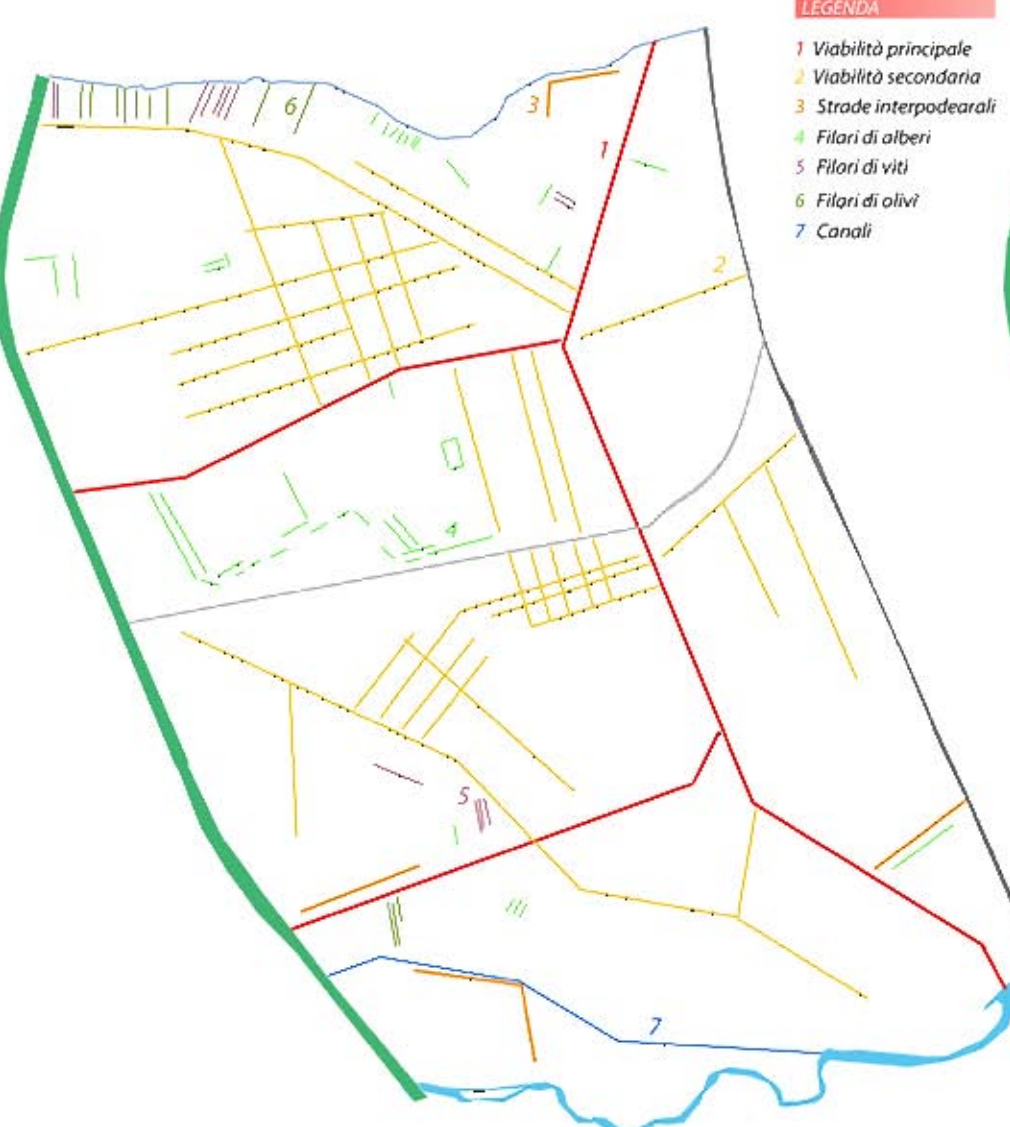 LEGENDA
1 Viabilità principale
2 Viabilità secondaria
3 Strade interpodearali
4 Filari di alberi
5 Filori di viti
6 Filari di olivi
7 Canali
6
3
1
2
4
5
7